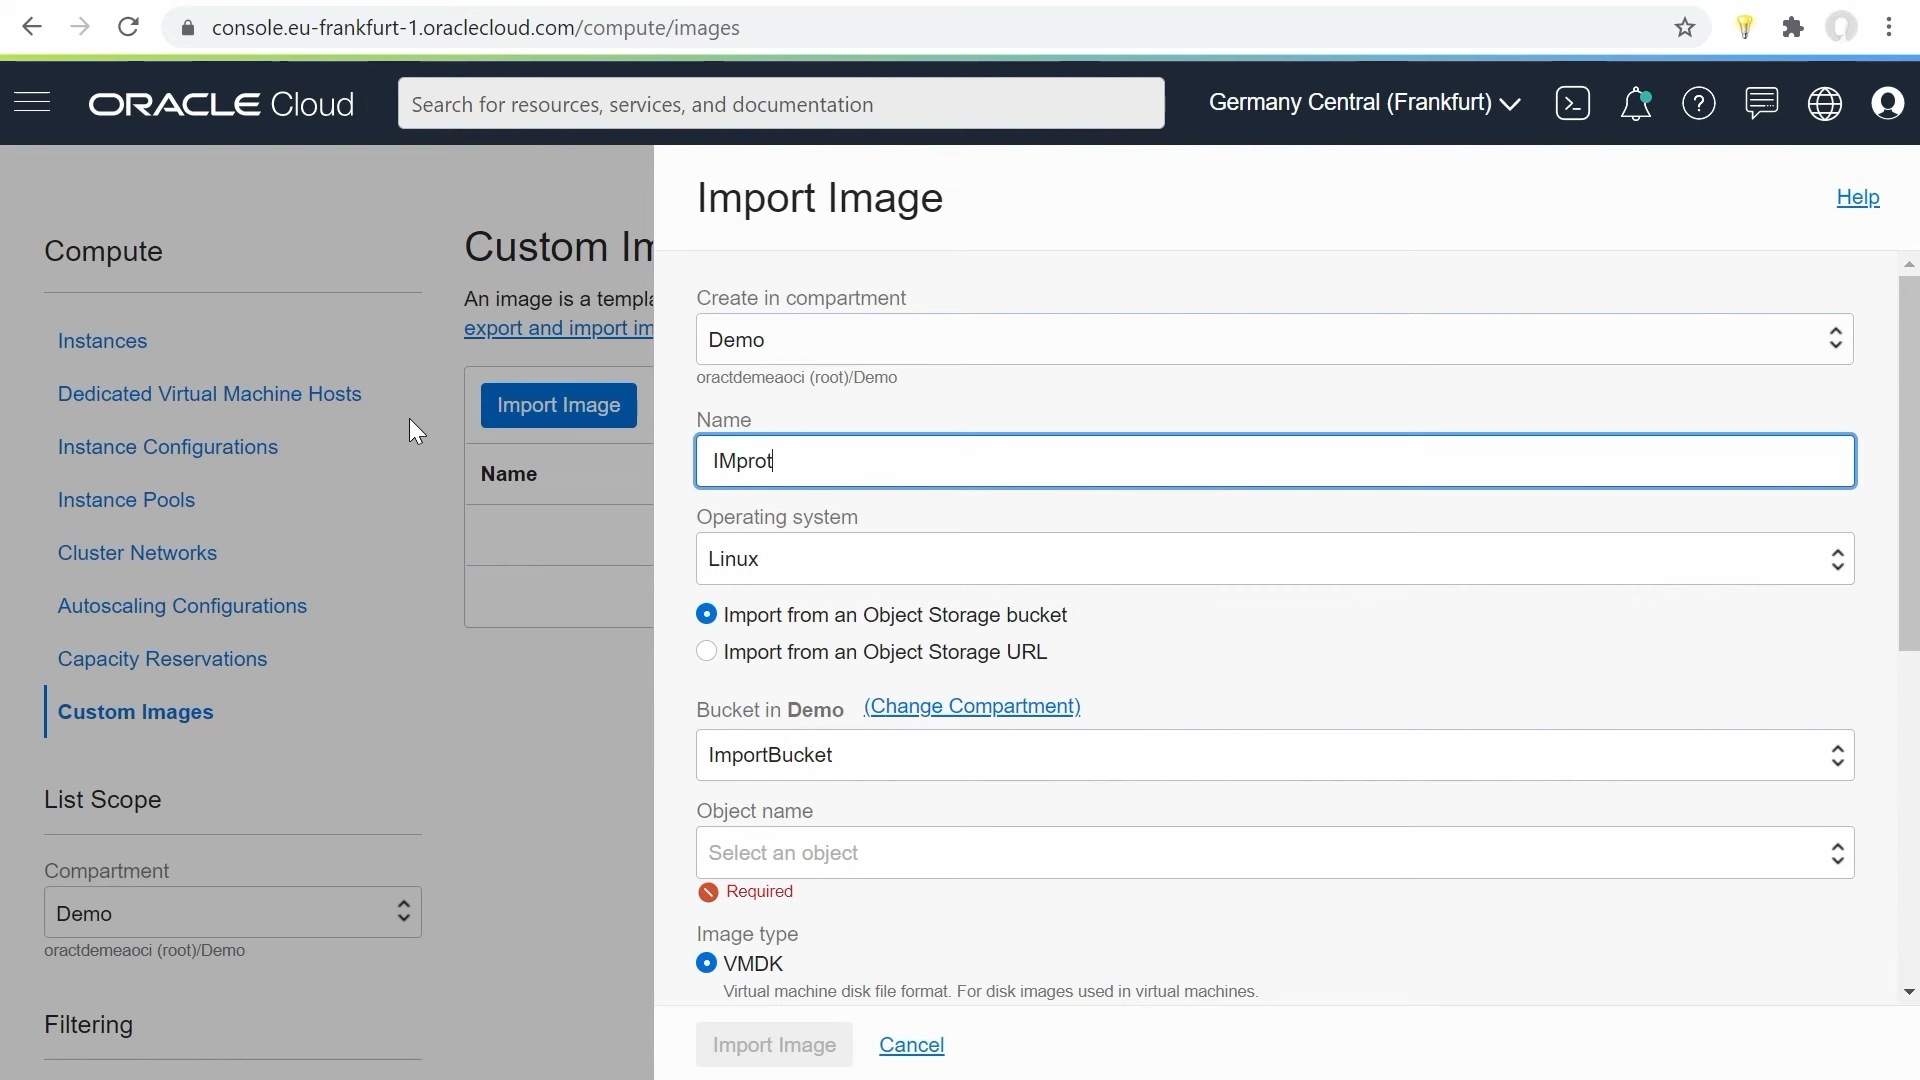 console.eu-frankfurt-1.oraclecloud.com/compute/images
ORACLE Cloud
Search for resources, services, and documentation
Germany Central (Frankfurt)
Compute
Instances
Dedicated Virtual Machine Hosts
Instance Configurations
Instance Pools
Cluster Networks
Autoscaling Configurations
Capacity Reservations
Custom Images
List Scope
Compartment
Demo
oractdemeaoci (root)/Demo
Filtering
Custom Im
An image is a templa
export and import im
Import Image
Name
Import Image
Help
Create in compartment
Demo
oractdemeaoci (root)/Demo
Name
IMprot
Operating system
Linux
Import from an Object Storage bucket
Import from an Object Storage URL
Bucket in Demo (Change Compartment)
ImportBucket
Object name
Select an object
Required
Image type
VMDK
Virtual machine disk file format. For disk images used in virtual machines.
Import Image
Cancel